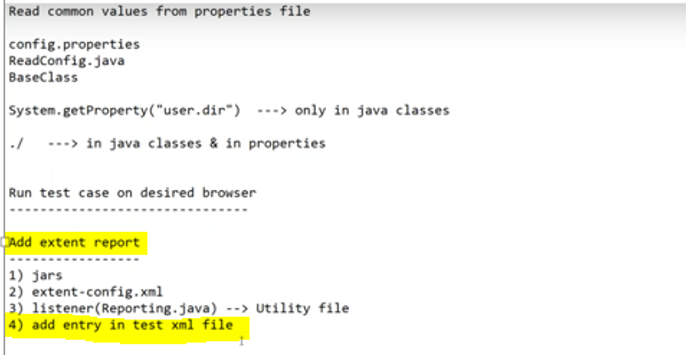 Read common values from properties file
config.properties
ReadConfig.java
BaseClass
System.getProperty("user.dir")  ---> only in java classes
./   ---> in java classes & in properties
Run test case on desired browser
-------------------------------
Add extent report
-----------------
1) jars
2) extent-config.xml
3) listener(Reporting.java) --> Utility file
4) add entry in test xml file